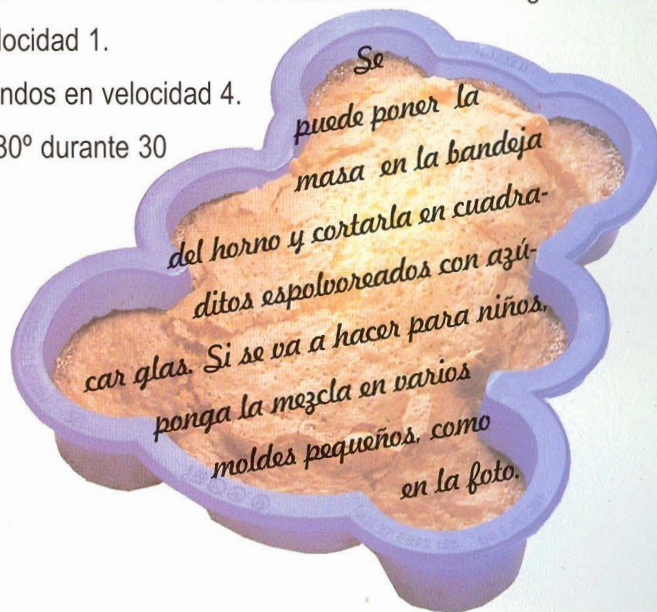 locidad 1.
ndos en velocidad 4.
30º durante 30
Se
puede poner la
masa en la bandeja
del horno y cortarla en cuadra-
ditos espolvoreados con azú-
car glas. Si se va a hacer para niños,
ponga la mezcla en varios
moldes pequeños, como
en la foto.